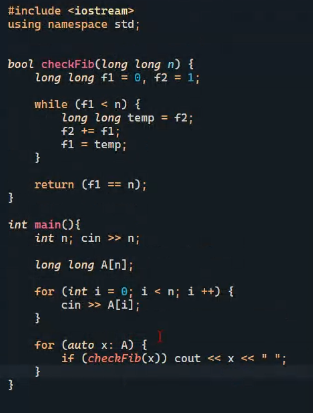 #include <iostream>
using namespace std;
bool checkFib(long long n) {
long long f1 = 0, f2 = 1;
while (f1 < n) {
long long temp = f2;
f2 += f1;
f1 = temp;
}
return (f1 == n);
}
int main(){
int n; cin >> n;
long long A[n];
for (int i = 0; i < n; i ++) {
cin >> A[i];
}
for (auto x: A) {
if (checkFib(x)) cout << x << " ";
}
}